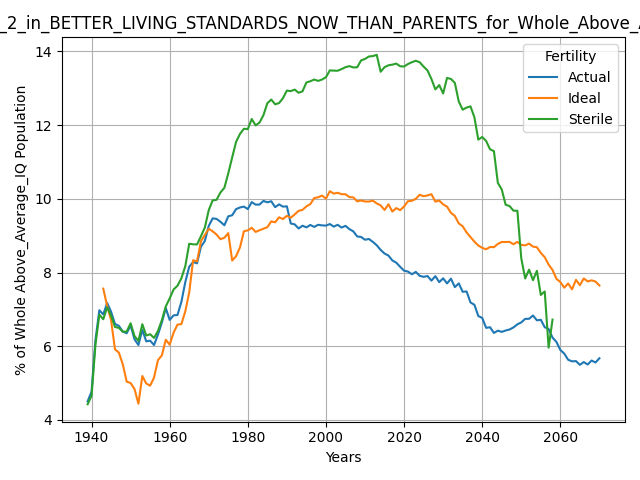 _2_in_BETTER_LIVING_STANDARDS_NOW_THAN_PARENTS_for_Whole_Above_
% of Whole Above_Average_IQ Population
14
12
10
8
6
4
Fertility
Actual
Ideal
Sterile
1940
1960
1980
2000
2020
2040
2060
Years